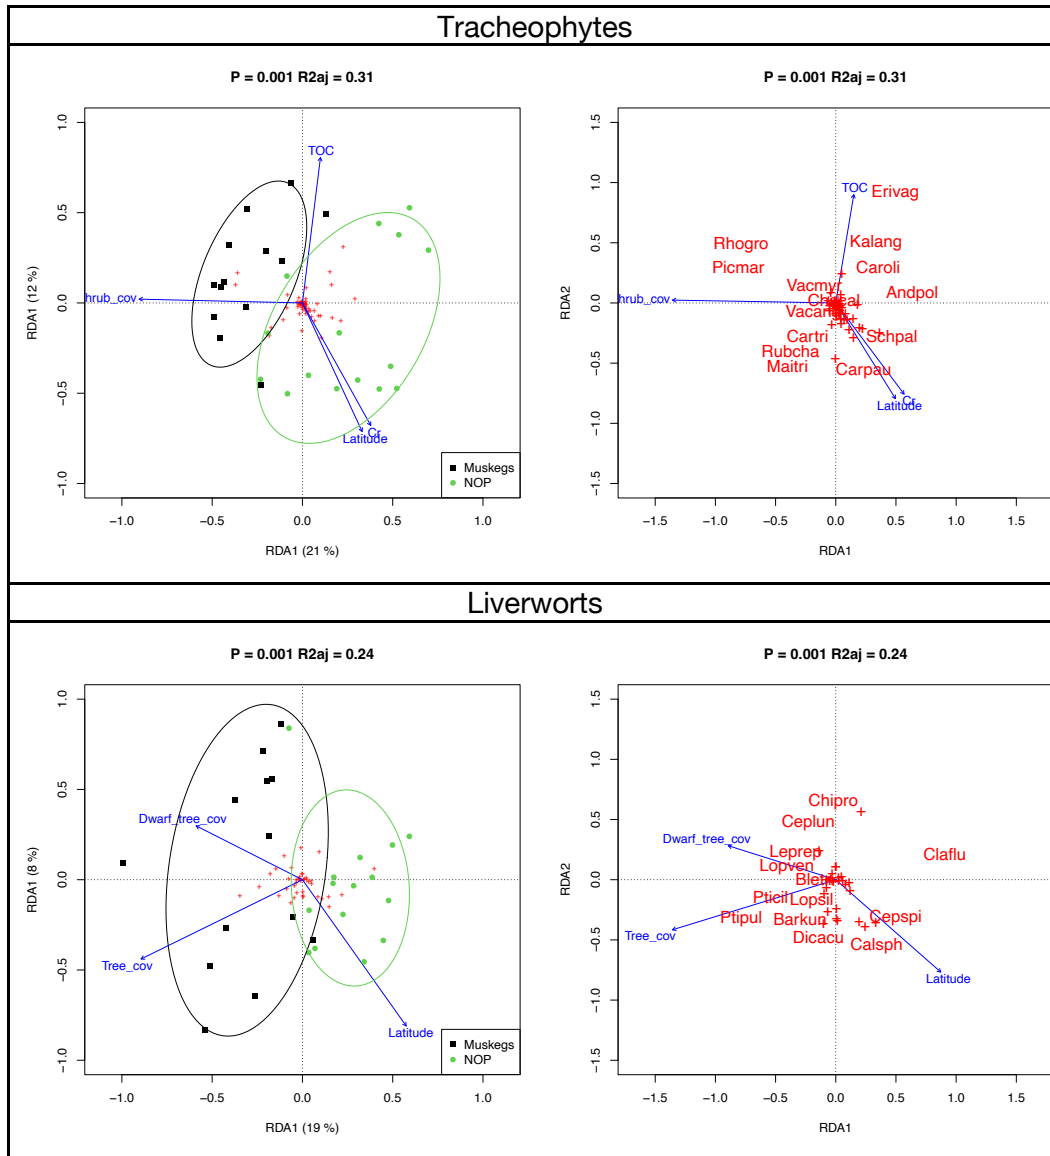 Tracheophytes
P = 0.001 R2aj = 0.31
RDA1 (12 %)
1.0
0.5
0.0
−0.5
−1.0
TOC
hrub_cov
Cr
Latitude
Muskegs
NOP
−1.0 −0.5 0.0 0.5 1.0
RDA1 (21 %)
P = 0.001 R2aj = 0.31
RDA2
1.5
1.0
0.5
0.0
−0.5
−1.0
−1.5
TOC
Erivag
Rhogro
Kalang
Picmar
Caroli
Vacmyr
Andpol
hrub_cov
Cartri
Schpal
Rubcha
Maitri
Carpau
Cr
Latitude
−1.5 −1.0 −0.5 0.0 0.5 1.0 1.5
RDA1
Liverworts
P = 0.001 R2aj = 0.24
RDA1 (8 %)
1.0
0.5
0.0
−0.5
−1.0
Dwarf_tree_cov
Tree_cov
Latitude
Muskegs
NOP
−1.0 −0.5 0.0 0.5 1.0
RDA1 (19 %)
P = 0.001 R2aj = 0.24
RDA2
1.5
1.0
0.5
0.0
−0.5
−1.0
−1.5
Chipro
Ceplun
Dwarf_tree_cov
Leprep
Claflu
Lopven
Pticil
Lopsil
Ptipul
Barkun
Cepspi
Tree_cov
Dicacu
Calsph
Latitude
−1.5 −1.0 −0.5 0.0 0.5 1.0 1.5
RDA1